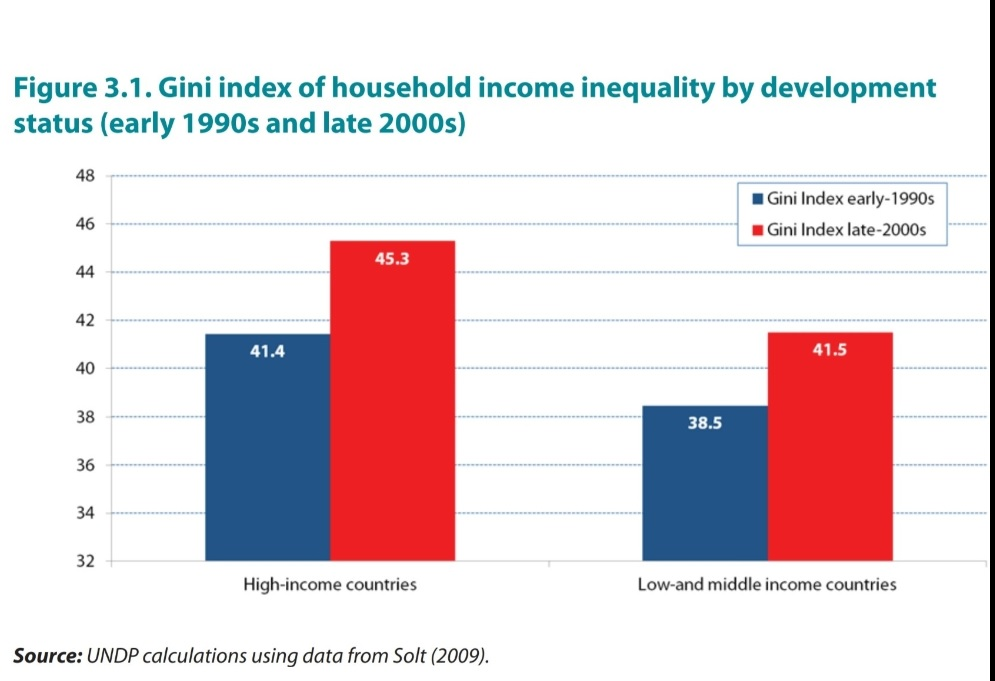 Figure 3.1. Gini index of household income inequality by development
status (early 1990s and late 2000s)
48
46
44
42
40
38
36
34
32
Gini Index early-1990s
Gini Index late-2000s
41.4
45.3
38.5
41.5
High-income countries
Low-and middle income countries
Source: UNDP calculations using data from Solt (2009).